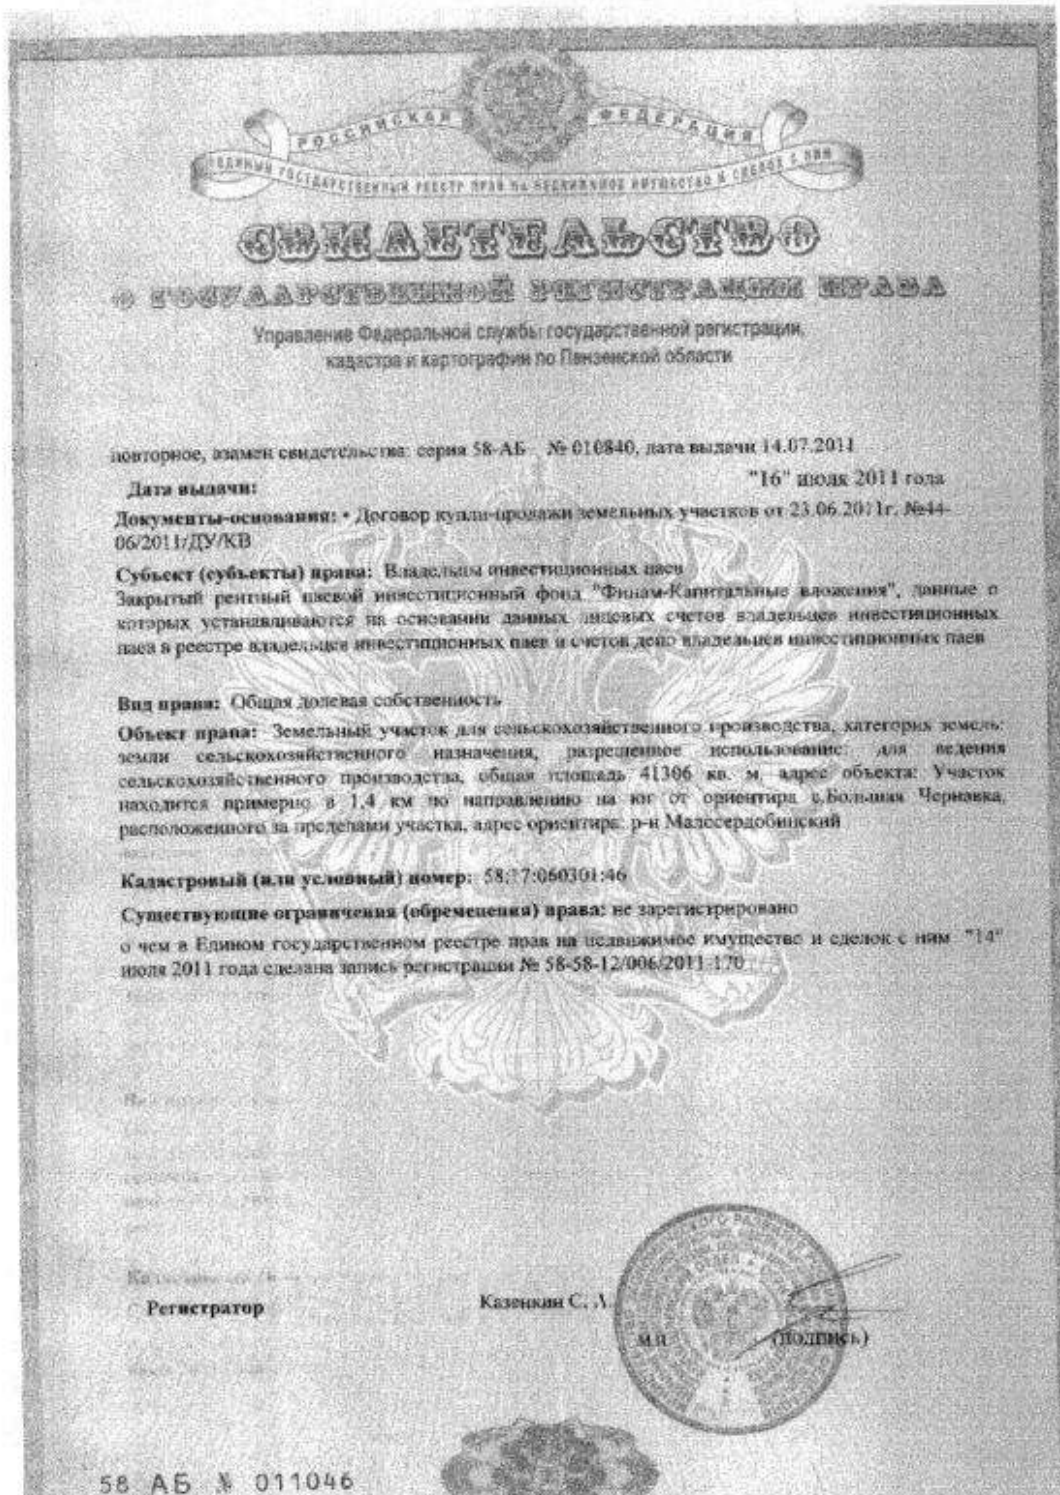 РОССИЙСКАЯ ФЕДЕРАЦИЯ
ЕДИНЫЙ ГОСУДАРСТВЕННЫЙ РЕЕСТР ПРАВ НА НЕДВИЖИМОЕ ИМУЩЕСТВО И СДЕЛОК С НИМ
СВИДЕТЕЛЬСТВО
О ГОСУДАРСТВЕННОЙ РЕГИСТРАЦИИ ПРАВА
Управление Федеральной службы государственной регистрации,
кадастра и картографии по Пензенской области
повторное, взамен свидетельства: серия 58-АБ № 010840, дата выдачи 14.07.2011
Дата выдачи: "16" июля 2011 года
Документы-основания: • Договор купли-продажи земельных участков от 23.06.2011г. №44-
06/2011/ДУ/КВ
Субъект (субъекты) права: Владельцы инвестиционных паев
Закрытый рентный паевой инвестиционный фонд "Финам-Капитальные вложения", данные о
которых устанавливаются на основании данных лицевых счетов владельцев инвестиционных
паев в реестре владельцев инвестиционных паев и счетов депо владельцев инвестиционных паев
Вид права: Общая долевая собственность
Объект права: Земельный участок для сельскохозяйственного производства, категория земель:
земли сельскохозяйственного назначения, разрешенное использование: для ведения
сельскохозяйственного производства, общая площадь 41306 кв. м, адрес объекта: Участок
находится примерно в 1,4 км по направлению на юг от ориентира с.Большая Чернавка,
расположенного за пределами участка, адрес ориентира: р-н Малосердобинский
Кадастровый (или условный) номер: 58:17:060301:46
Существующие ограничения (обременения) права: не зарегистрировано
о чем в Едином государственном реестре прав на недвижимое имущество и сделок с ним "14"
июля 2011 года сделана запись регистрации № 58-58-12/006/2011-170
Регистратор Казенкин С.
М.П. (подпись)
58 АБ № 011046